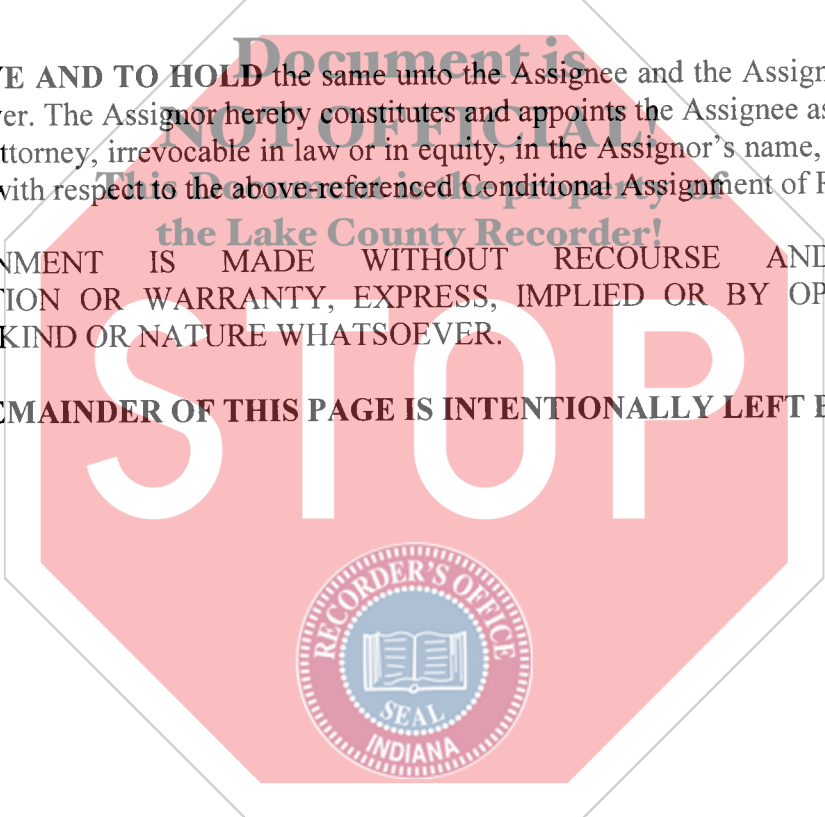 Document is
VE AND TO HOLD the same unto the Assignee and the Assign
ver. The Assignor hereby constitutes and appoints the Assignee as
NOT OFFICIAL!
ttorney, irrevocable in law or in equity, in the Assignor's name,
with respect to the above-referenced Conditional Assignment of R
This Document is the property of
the Lake County Recorder!
NMENT IS MADE WITHOUT RECOURSE AND
TION OR WARRANTY, EXPRESS, IMPLIED OR BY OP
KIND OR NATURE WHATSOEVER.
STOP
EMAINDER OF THIS PAGE IS INTENTIONALLY LEFT B
RECORDER'S OFFICE
SEAL
INDIANA